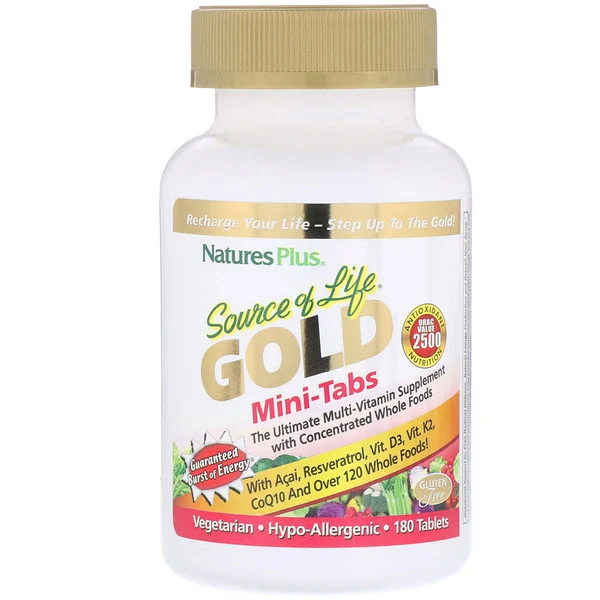 Recharge Your Life – Step Up To The Gold!
NaturesPlus®
Source of Life®
GOLD
Mini-Tabs
ANTIOXIDANT
ORAC
VALUE
2500
NUTRITION
The Ultimate Multi-Vitamin Supplement
with Concentrated Whole Foods
Guaranteed
Burst of Energy®
With Açaí, Resveratrol, Vit. D3, Vit. K2,
CoQ10 And Over 120 Whole Foods!
GLUTEN
Free
Vegetarian • Hypo-Allergenic • 180 Tablets